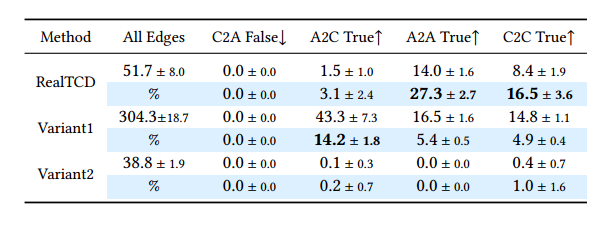 Method All Edges C2A False↓ A2C True↑ A2A True↑ C2C True↑
RealTCD 51.7 ± 8.0 0.0 ± 0.0 1.5 ± 1.0 14.0 ± 1.6 8.4 ± 1.9
% 0.0 ± 0.0 3.1 ± 2.4 27.3 ± 2.7 16.5 ± 3.6
Variant1 304.3±18.7 0.0 ± 0.0 43.3 ± 7.3 16.5 ± 1.6 14.8 ± 1.1
% 0.0 ± 0.0 14.2 ± 1.8 5.4 ± 0.5 4.9 ± 0.4
Variant2 38.8 ± 1.9 0.0 ± 0.0 0.1 ± 0.3 0.0 ± 0.0 0.4 ± 0.7
% 0.0 ± 0.0 0.2 ± 0.7 0.0 ± 0.0 1.0 ± 1.6